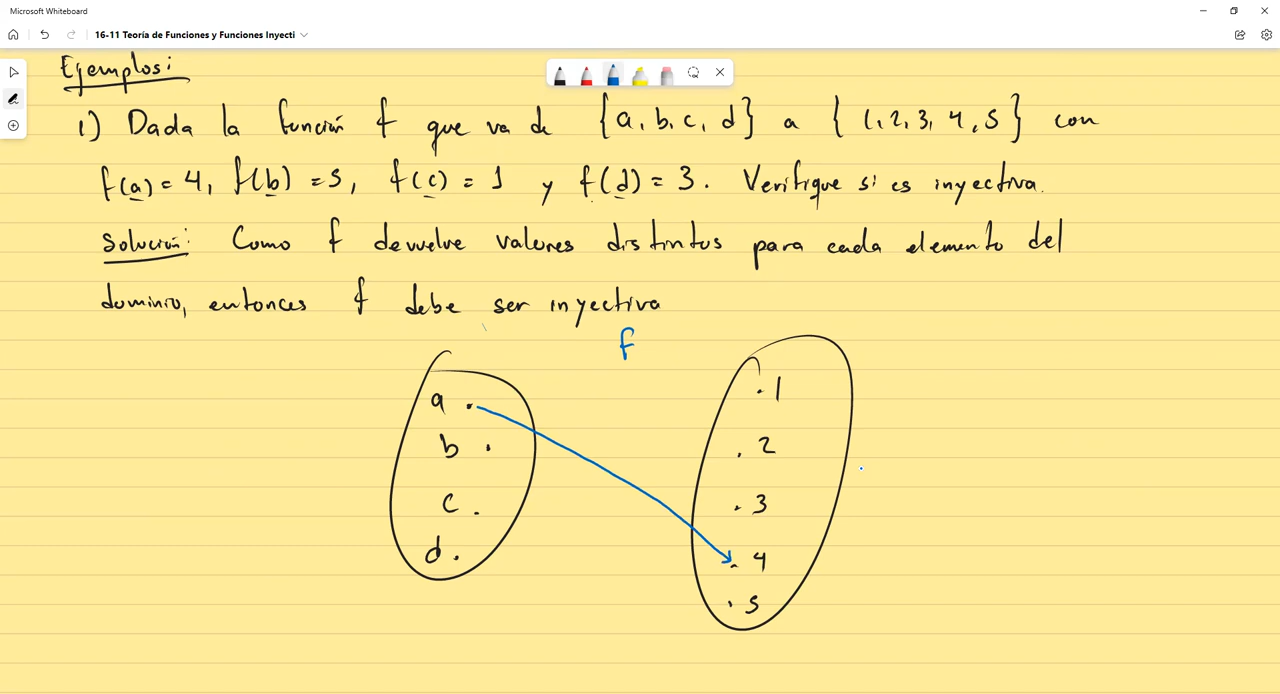 Microsoft Whiteboard
16-11 Teoría de Funciones y Funciones Inyecti
Ejemplos:
1) Dada la función f que va de {a, b, c, d} a {1, 2, 3, 4, 5} con
f(a) = 4, f(b) = 5, f(c) = 1 y f(d) = 3. Verifique si es inyectiva.
Solución: Como f devuelve valores distintos para cada elemento del
dominio, entonces f debe ser inyectiva
f
a . . 1
b . . 2
c . . 3
d . . 4
. 5